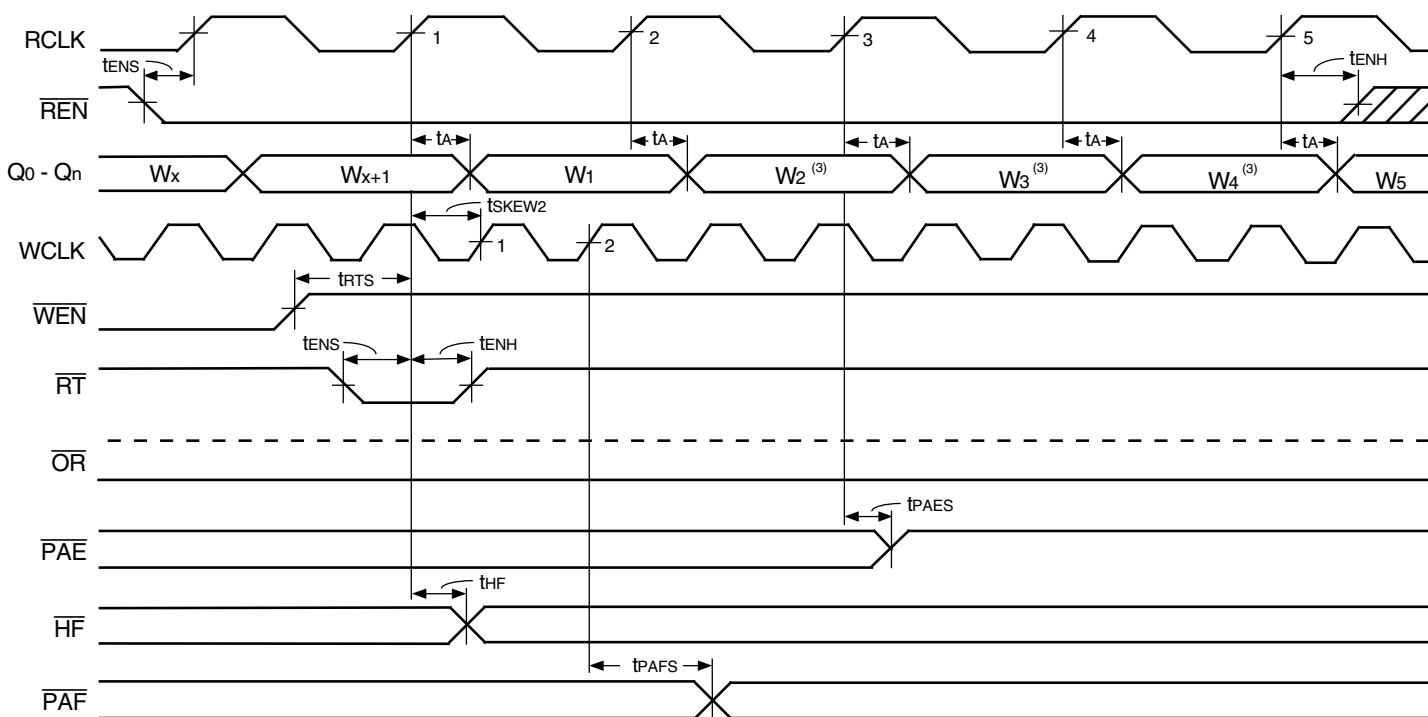 RCLK 1 2 3 4 5
tENS tENH
REN
tA tA tA tA tA
Q0 - Qn Wx Wx+1 W1 W2 (3) W3 (3) W4 (3) W5
tSKEW2
WCLK 1 2
tRTS
WEN
tENS tENH
RT
OR
tPAES
PAE
tHF
HF
tPAFS
PAF